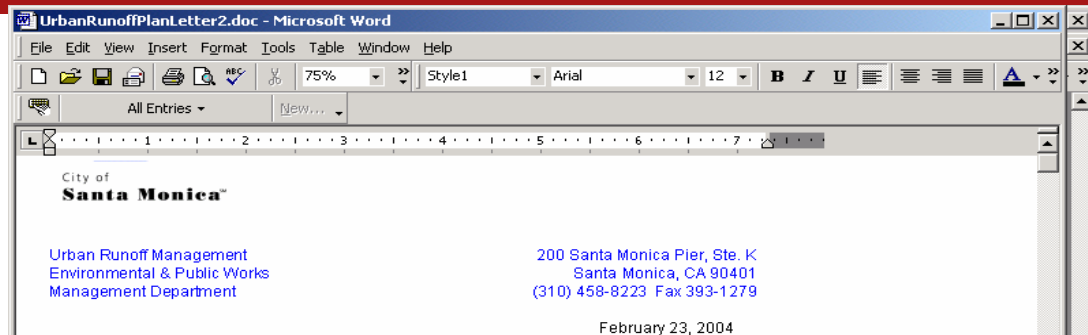 UrbanRunoffPlanLetter2.doc - Microsoft Word
File Edit View Insert Format Tools Table Window Help
ABC 75% Style1 Arial 12 B I U A
All Entries New...
1 2 3 4 5 6 7
City of
Santa Monica℠
Urban Runoff Management 200 Santa Monica Pier, Ste. K
Environmental & Public Works Santa Monica, CA 90401
Management Department (310) 458-8223 Fax 393-1279
February 23, 2004